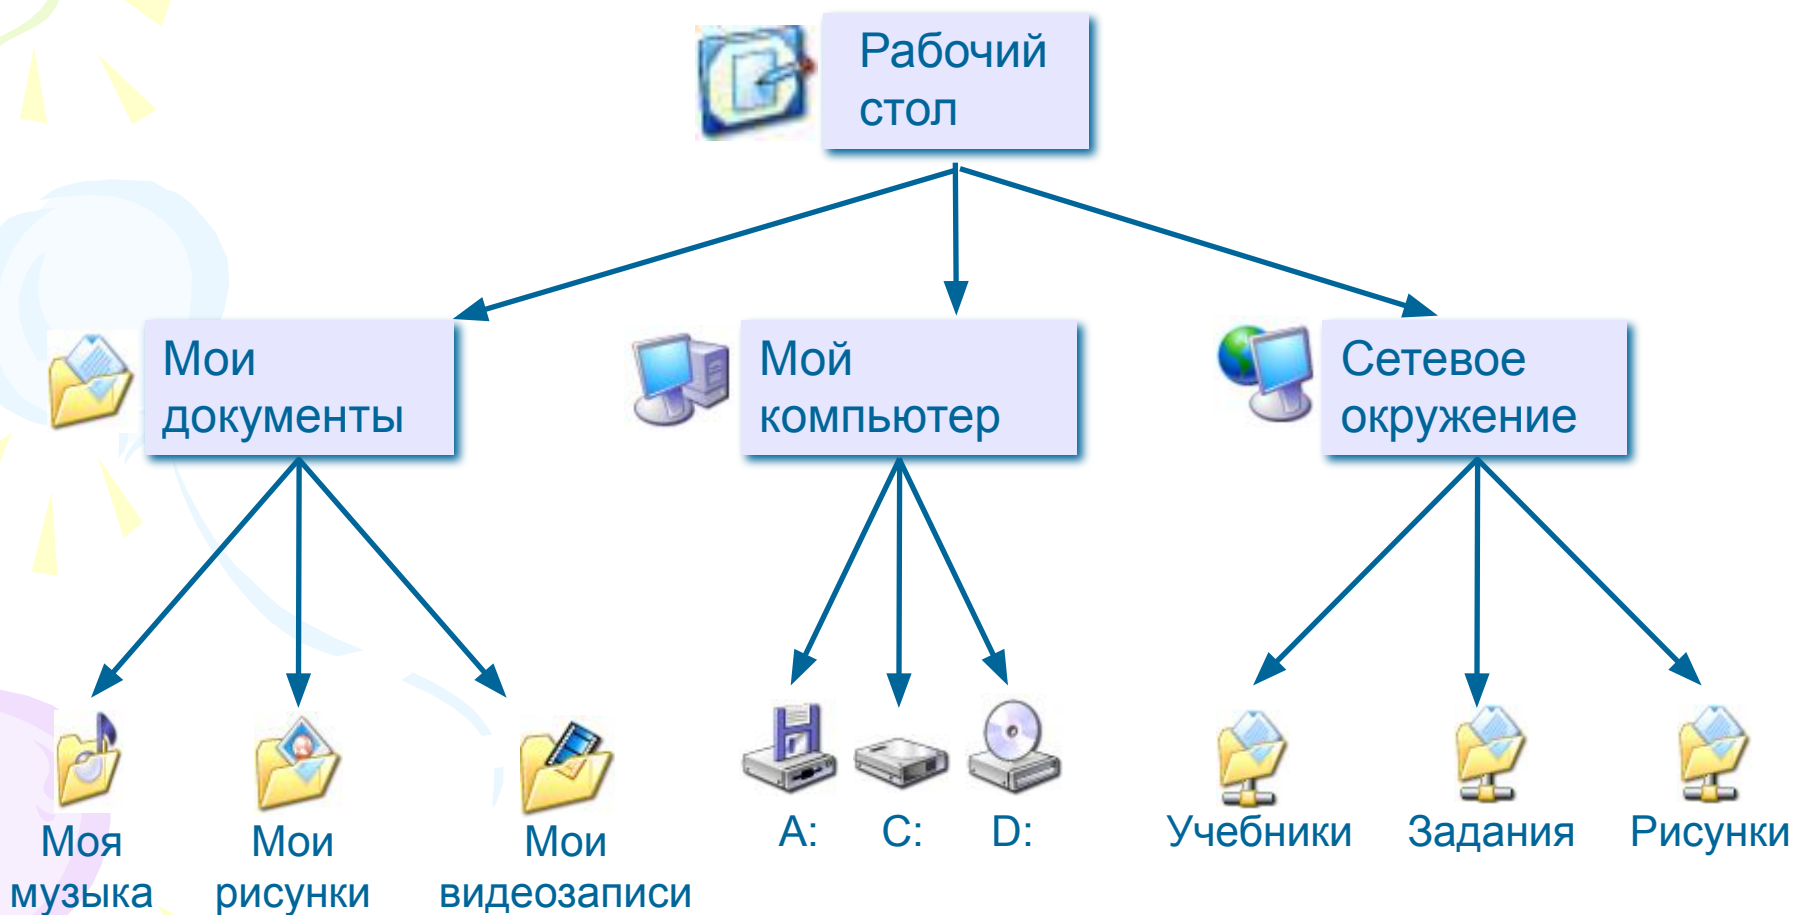 Рабочий
стол
Мои
документы
Мой
компьютер
Сетевое
окружение
Моя
музыка
Мои
рисунки
Мои
видеозаписи
A:
C:
D:
Учебники
Задания
Рисунки